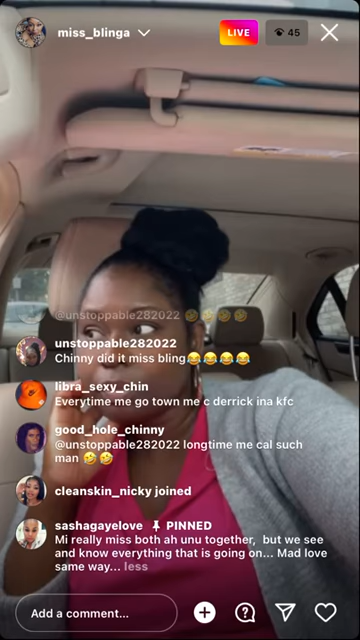 miss_blinga
LIVE
45
@unstoppable282022 🤣🤣🤣🤣
unstoppable282022
Chinny did it miss bling😂😂😂😂
libra_sexy_chin
Everytime me go town me c derrick ina kfc
good_hole_chinny
@unstoppable282022 longtime me cal such
man 🤣🤣
cleanskin_nicky joined
sashagayelove PINNED
Mi really miss both ah unu together, but we see
and know everything that is going on... Mad love
same way... less
Add a comment...